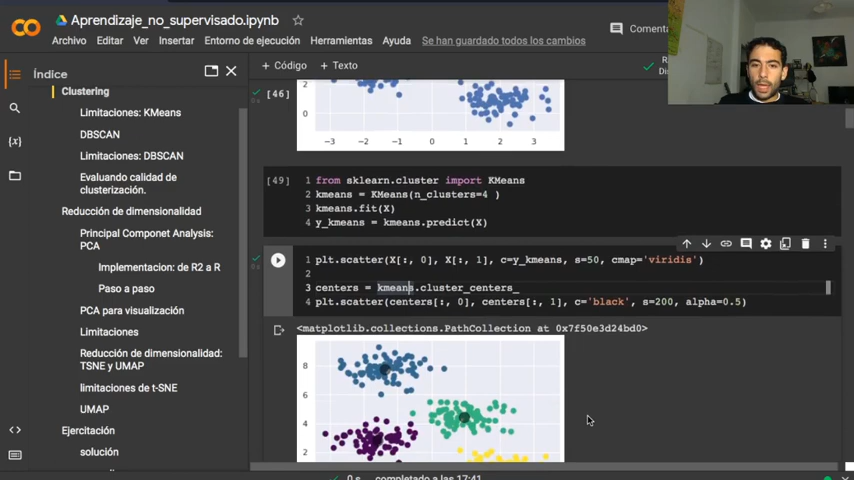 Aprendizaje_no_supervisado.ipynb
Archivo Editar Ver Insertar Entorno de ejecución Herramientas Ayuda Se han guardado todos los cambios
Comenta
Índice
Clustering
Limitaciones: KMeans
DBSCAN
Limitaciones: DBSCAN
Evaluando calidad de
clusterización.
Reducción de dimensionalidad
Principal Componet Analysis:
PCA
Implementacion: de R2 a R
Paso a paso
PCA para visualización
Limitaciones
Reducción de dimensionalidad:
TSNE y UMAP
limitaciones de t-SNE
UMAP
Ejercitación
solución
+ Código + Texto
[46]
2
0
−3 −2 −1 0 1 2 3
[49]
1 from sklearn.cluster import KMeans
2 kmeans = KMeans(n_clusters=4 )
3 kmeans.fit(X)
4 y_kmeans = kmeans.predict(X)
1 plt.scatter(X[:, 0], X[:, 1], c=y_kmeans, s=50, cmap='viridis')
2
3 centers = kmeans.cluster_centers_
4 plt.scatter(centers[:, 0], centers[:, 1], c='black', s=200, alpha=0.5)
<matplotlib.collections.PathCollection at 0x7f50e3d24bd0>
8
6
4
2
0 s completado a las 17:41